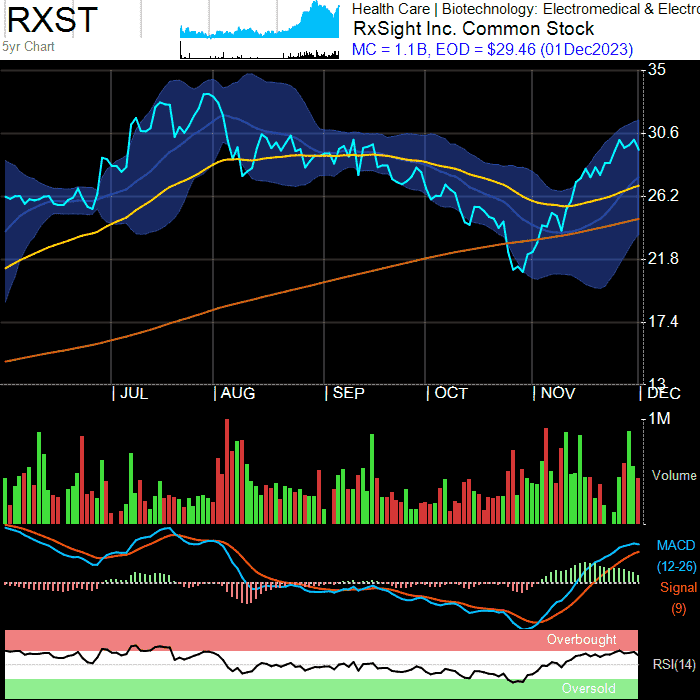 RXST
5yr Chart
Health Care | Biotechnology: Electromedical & Electro
RxSight Inc. Common Stock
MC = 1.1B, EOD = $29.46 (01Dec2023)
35
30.6
26.2
21.8
17.4
13
JUL AUG SEP OCT NOV DEC
1M
Volume
MACD
(12-26)
Signal
(9)
Overbought
RSI(14)
Oversold